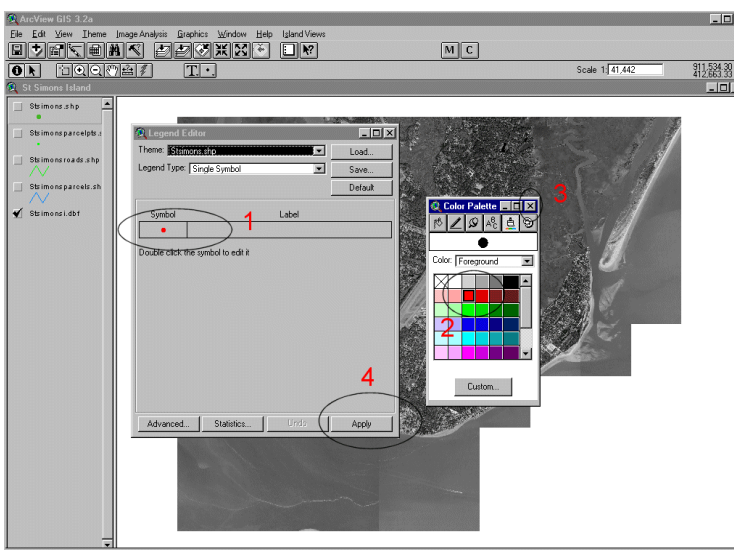 ArcView GIS 3.2a
File Edit View Theme Image Analysis Graphics Window Help Island Views
M C
T
Scale 1: 41,442
911,534.30
412,663.33
St Simons Island
Stsimons.shp
Stsimonsparcelpts.s
Stsimonsroads.shp
Stsimonsparcels.sh
Stsimonsi.dbf
Legend Editor
Theme: Stsimons.shp
Load...
Legend Type: Single Symbol
Save...
Default
Symbol Label
1
Double click the symbol to edit it
Advanced... Statistics... Undo Apply
4
Color Palette
3
Color: Foreground
2
Custom...